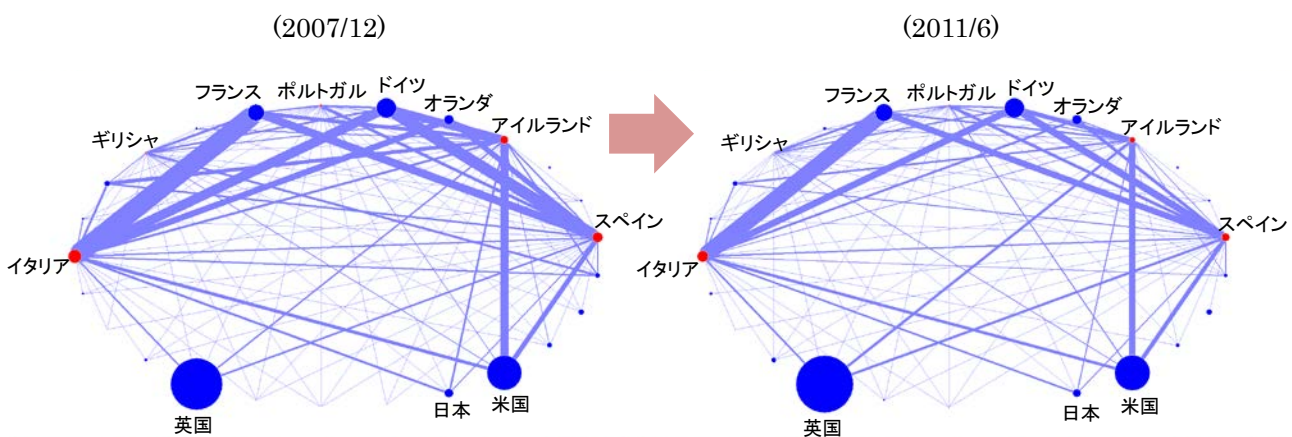 (2007/12)
フランス
ポルトガル
ドイツ
オランダ
アイルランド
ギリシャ
スペイン
イタリア
英国
日本
米国
(2011/6)
フランス
ポルトガル
ドイツ
オランダ
アイルランド
ギリシャ
スペイン
イタリア
英国
日本
米国